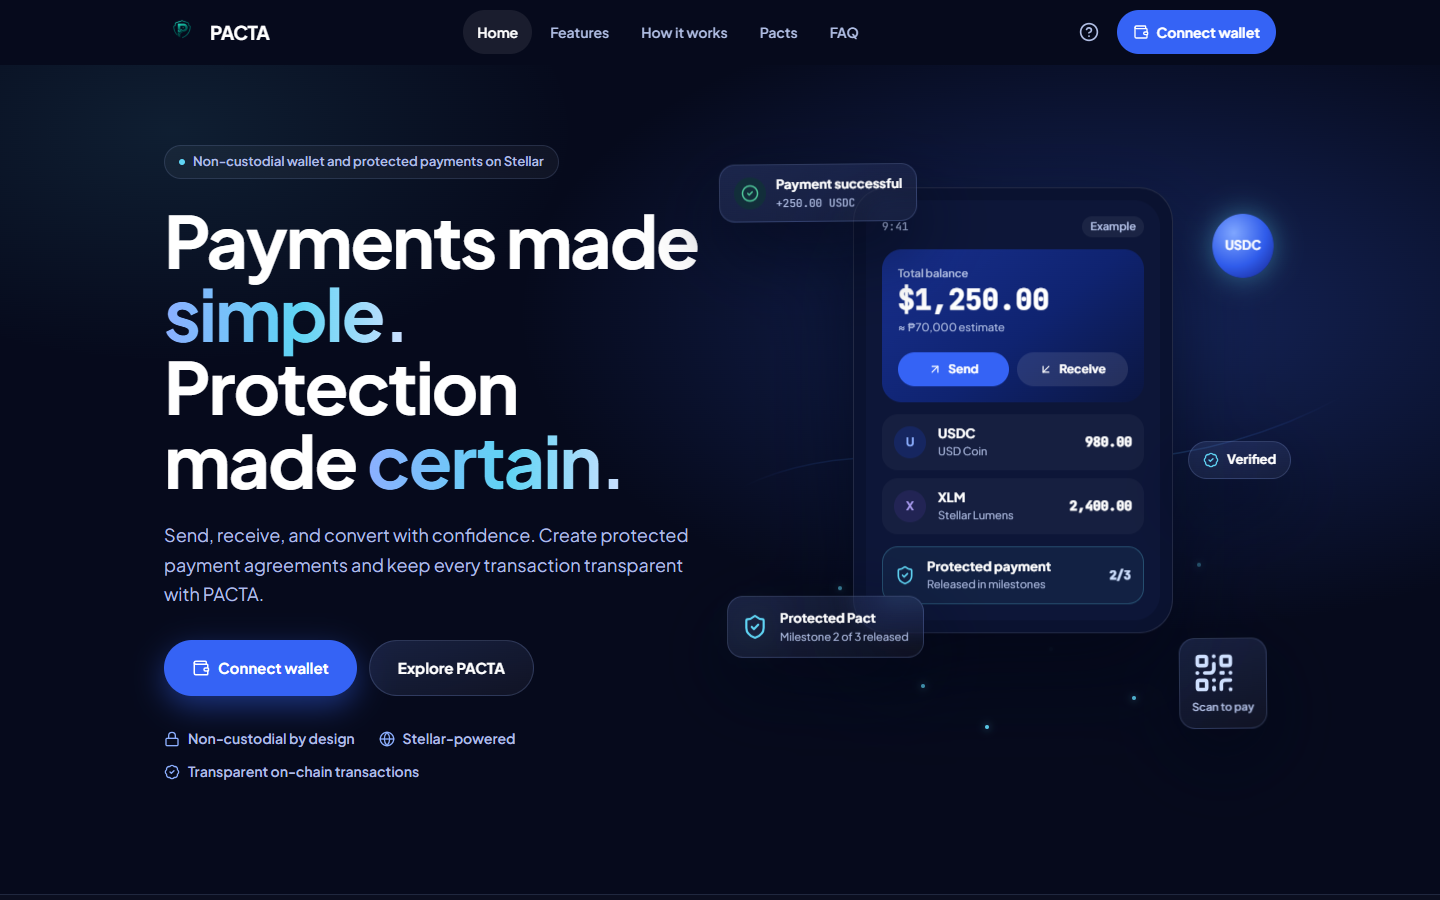 PACTA
Home
Features
How it works
Pacts
FAQ
Connect wallet
Non-custodial wallet and protected payments on Stellar
Payments made
simple.
Protection
made certain.
Send, receive, and convert with confidence. Create protected
payment agreements and keep every transaction transparent
with PACTA.
Connect wallet
Explore PACTA
Non-custodial by design
Stellar-powered
Transparent on-chain transactions
Payment successful
+250.00 USDC
9:41
Example
Total balance
$1,250.00
≈ ₱70,000 estimate
Send
Receive
U
USDC
USD Coin
980.00
X
XLM
Stellar Lumens
2,400.00
Protected payment
Released in milestones
2/3
Protected Pact
Milestone 2 of 3 released
USDC
Verified
Scan to pay